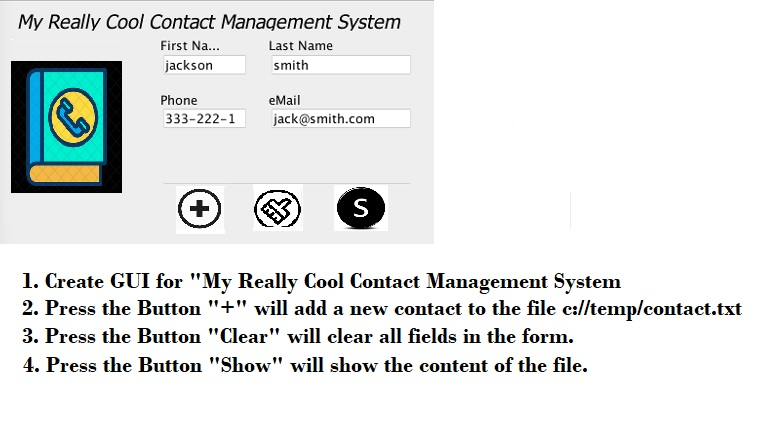 My Really Cool Contact Management System
First Na... Last Name
jackson smith
Phone eMail
333-222-1 jack@smith.com
S
1. Create GUI for "My Really Cool Contact Management System
2. Press the Button "+" will add a new contact to the file c://temp/contact.txt
3. Press the Button "Clear" will clear all fields in the form.
4. Press the Button "Show" will show the content of the file.